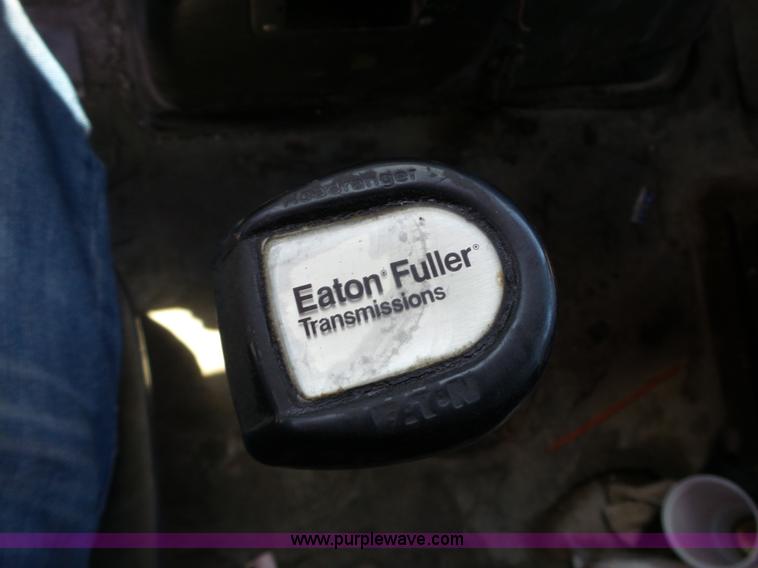 Roadranger
Eaton® Fuller®
Transmissions
EATON
www.purplewave.com